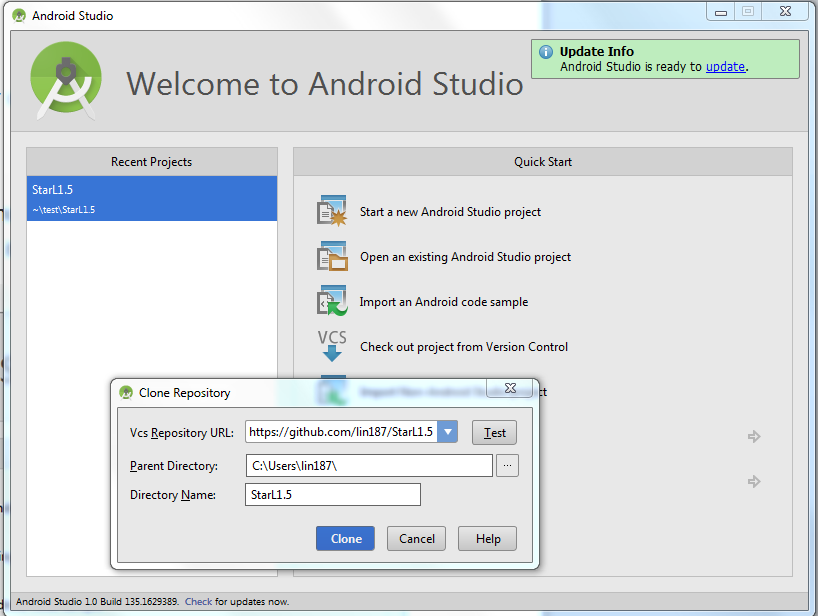 Android Studio
Welcome to Android Studio
Update Info
Android Studio is ready to update.
Recent Projects
StarL1.5
~\test\StarL1.5
Quick Start
Start a new Android Studio project
Open an existing Android Studio project
Import an Android code sample
VCS
Check out project from Version Control
Clone Repository
Vcs Repository URL:
https://github.com/lin187/StarL1.5
Test
Parent Directory:
C:\Users\lin187\
...
Directory Name:
StarL1.5
Clone
Cancel
Help
Android Studio 1.0 Build 135.1629389. Check for updates now.